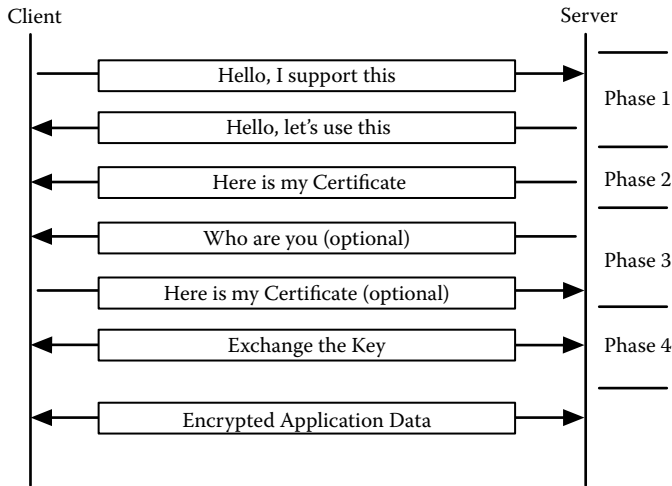 Client
Server
Hello, I support this
Phase 1
Hello, let's use this
Here is my Certificate
Phase 2
Who are you (optional)
Phase 3
Here is my Certificate (optional)
Exchange the Key
Phase 4
Encrypted Application Data